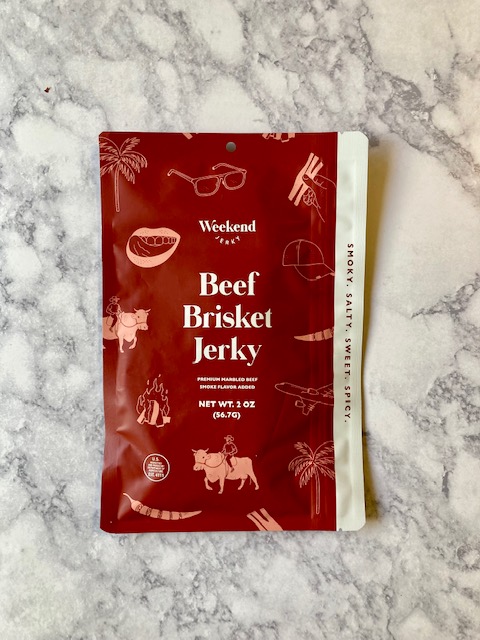 Weekend
JERKY
Beef
Brisket
Jerky
PREMIUM MARBLED BEEF
SMOKE FLAVOR ADDED
NET WT. 2 OZ
(56.7G)
SMOKY. SALTY. SWEET. SPICY.
U.S.